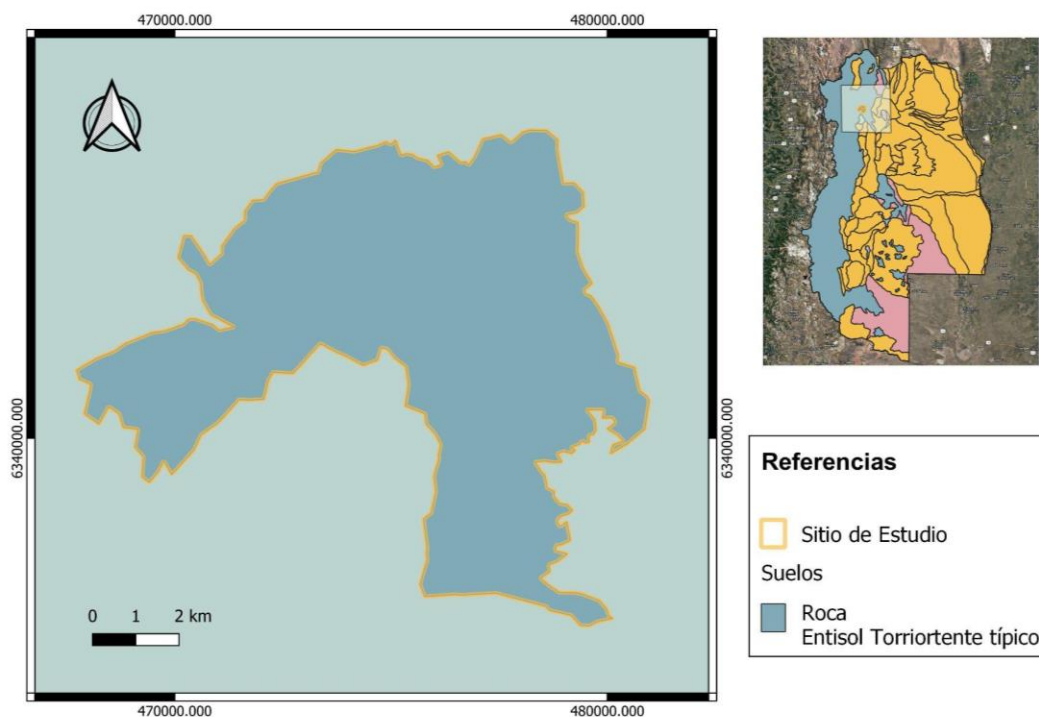 470000.000
480000.000
6340000.000
6340000.000
0 1 2 km
470000.000
480000.000
Referencias
Sitio de Estudio
Suelos
Roca
Entisol Torriortente típico